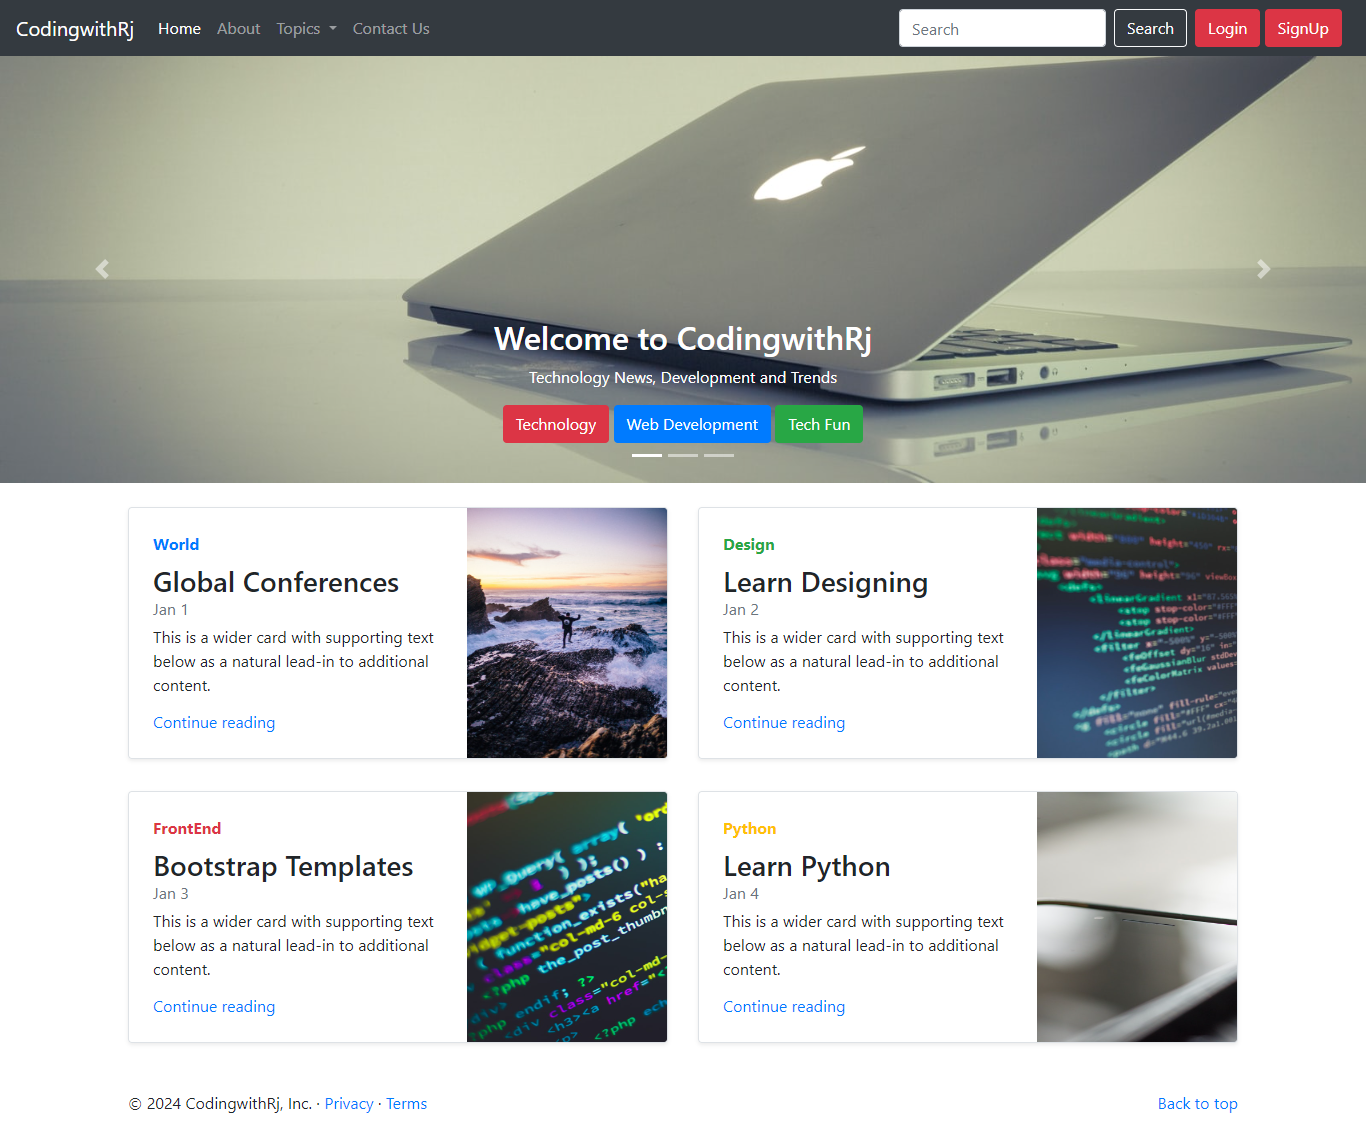 CodingwithRj Home About Topics Contact Us Search Search Login SignUp
Welcome to CodingwithRj
Technology News, Development and Trends
Technology Web Development Tech Fun
World
Global Conferences
Jan 1
This is a wider card with supporting text
below as a natural lead-in to additional
content.
Continue reading
Design
Learn Designing
Jan 2
This is a wider card with supporting text
below as a natural lead-in to additional
content.
Continue reading
FrontEnd
Bootstrap Templates
Jan 3
This is a wider card with supporting text
below as a natural lead-in to additional
content.
Continue reading
Python
Learn Python
Jan 4
This is a wider card with supporting text
below as a natural lead-in to additional
content.
Continue reading
© 2024 CodingwithRj, Inc. · Privacy · Terms
Back to top